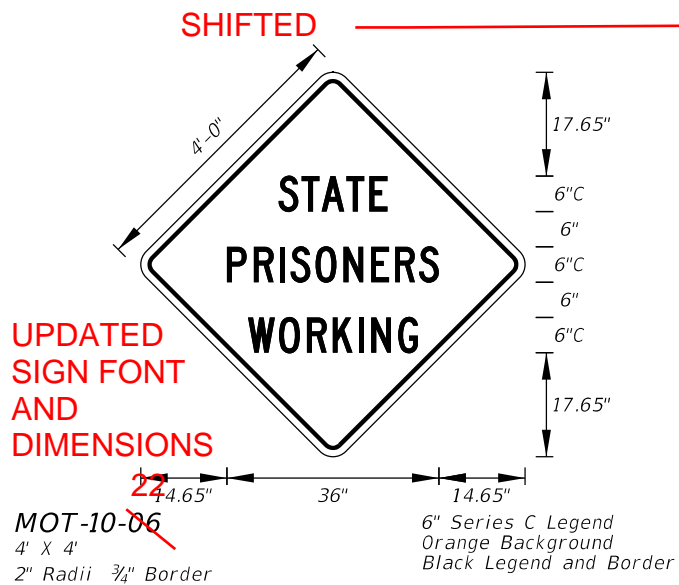 SHIFTED
4'-0"
17.65"
STATE
6"C
6"
PRISONERS
6"C
6"
WORKING
6"C
UPDATED
SIGN FONT
AND
DIMENSIONS
17.65"
22
14.65" 36" 14.65"
MOT-10-06
4' X 4'
2" Radii ¾" Border
6" Series C Legend
Orange Background
Black Legend and Border